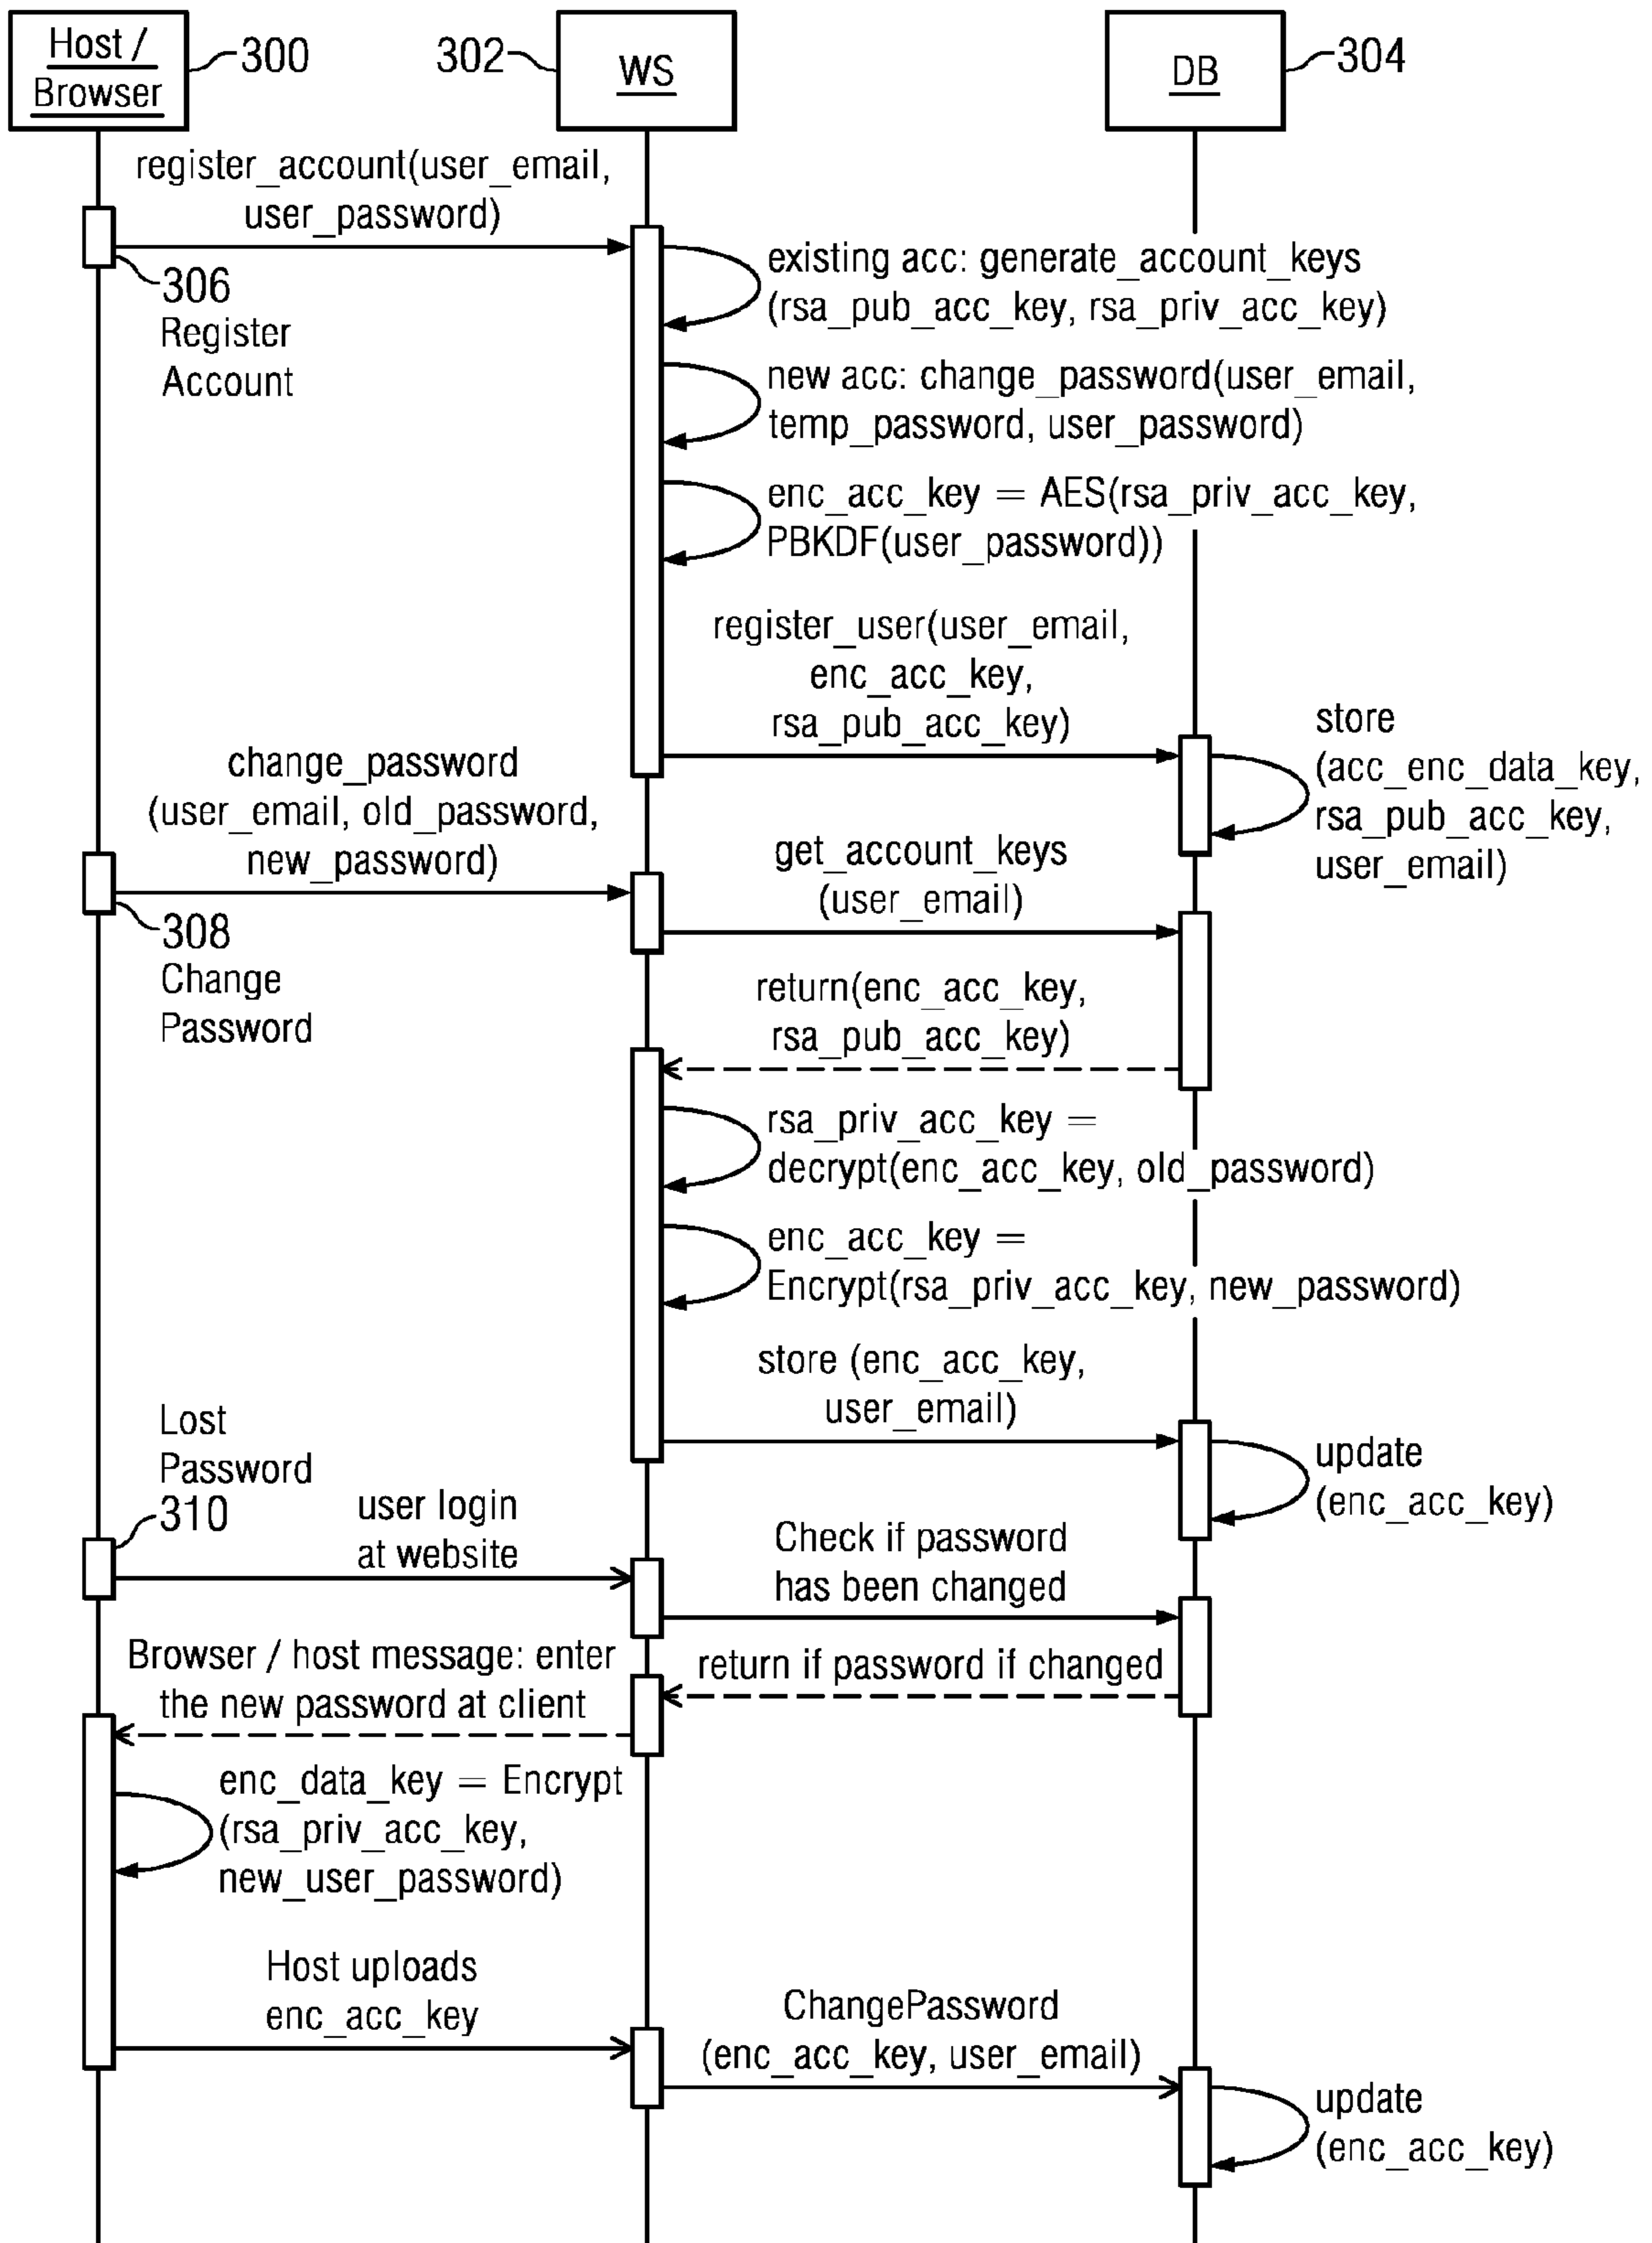 Host /
Browser
300
302
WS
DB
304
register_account(user_email,
user_password)
306
Register
Account
existing acc: generate_account_keys
(rsa_pub_acc_key, rsa_priv_acc_key)
new acc: change_password(user_email,
temp_password, user_password)
enc_acc_key = AES(rsa_priv_acc_key,
PBKDF(user_password))
register_user(user_email,
enc_acc_key,
rsa_pub_acc_key)
store
(acc_enc_data_key,
rsa_pub_acc_key,
user_email)
change_password
(user_email, old_password,
new_password)
308
Change
Password
get_account_keys
(user_email)
return(enc_acc_key,
rsa_pub_acc_key)
rsa_priv_acc_key =
decrypt(enc_acc_key, old_password)
enc_acc_key =
Encrypt(rsa_priv_acc_key, new_password)
store (enc_acc_key,
user_email)
update
(enc_acc_key)
Lost
Password
310
user login
at website
Check if password
has been changed
return if password if changed
Browser / host message: enter
the new password at client
enc_data_key = Encrypt
(rsa_priv_acc_key,
new_user_password)
Host uploads
enc_acc_key
ChangePassword
(enc_acc_key, user_email)
update
(enc_acc_key)